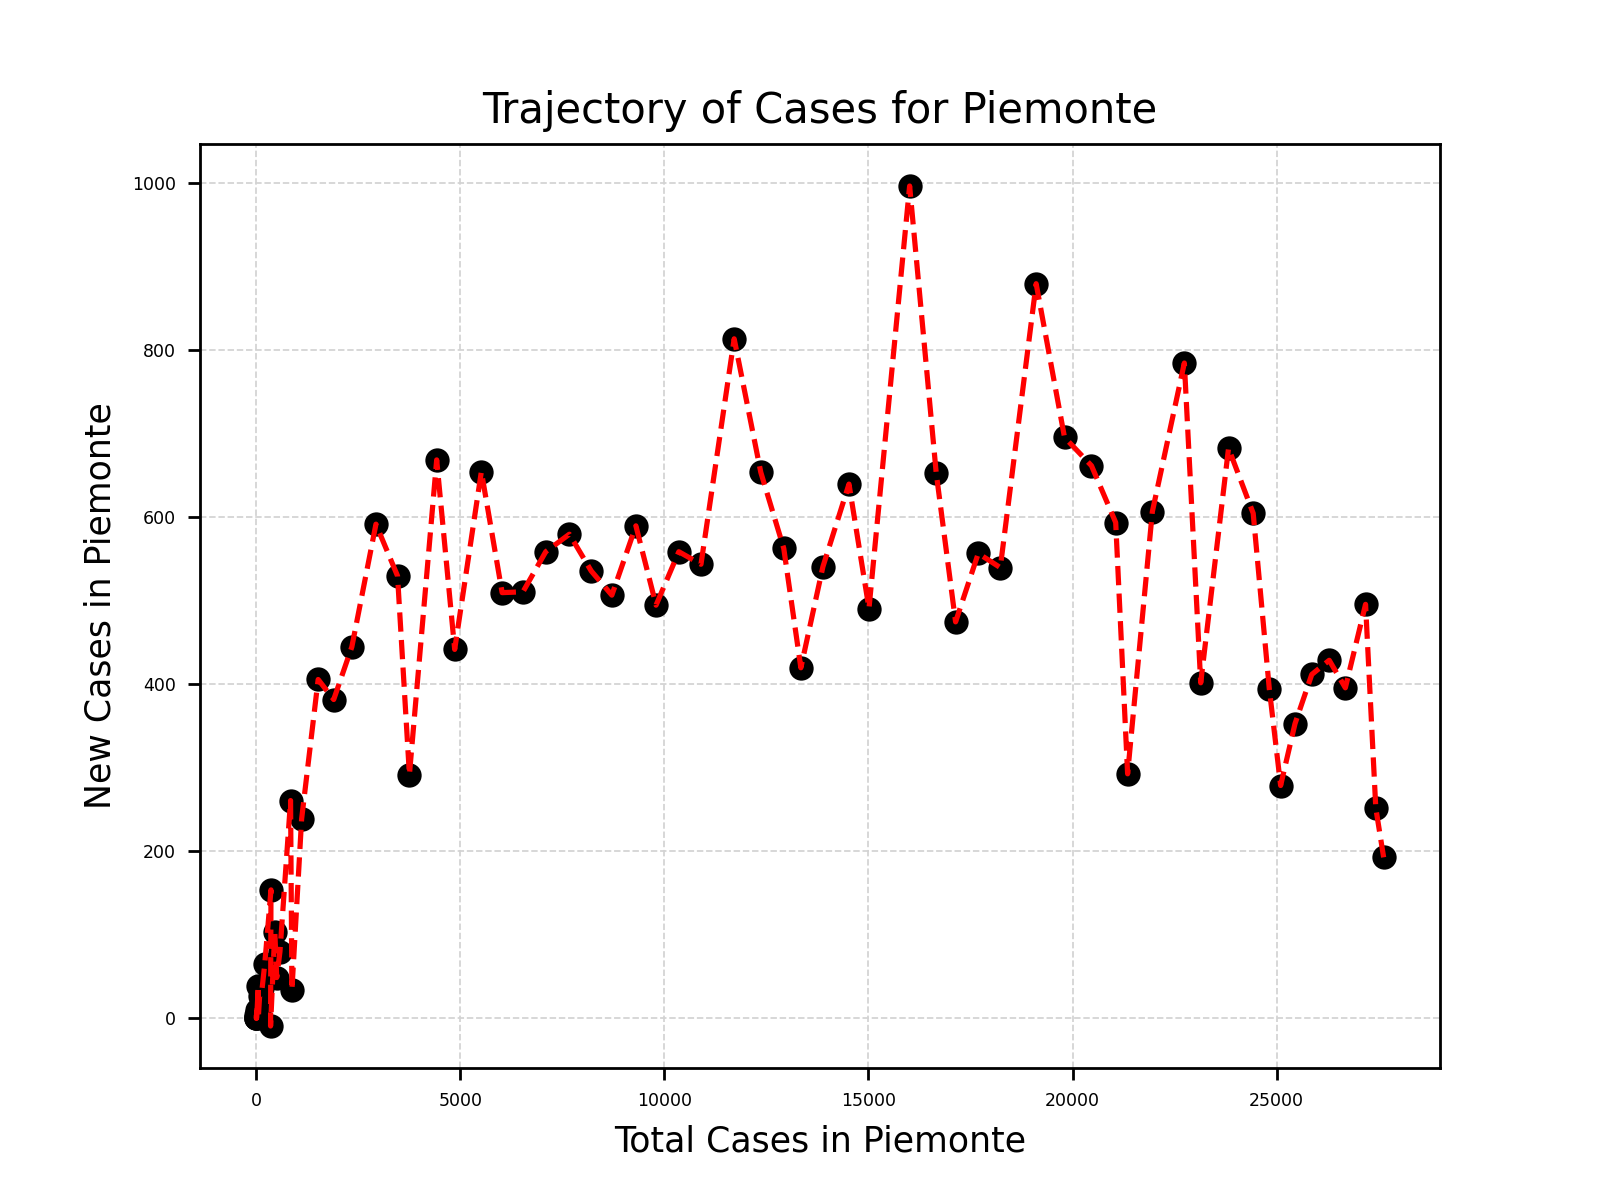 Trajectory of Cases for Piemonte
New Cases in Piemonte
1000
800
600
400
200
0
0 5000 10000 15000 20000 25000
Total Cases in Piemonte